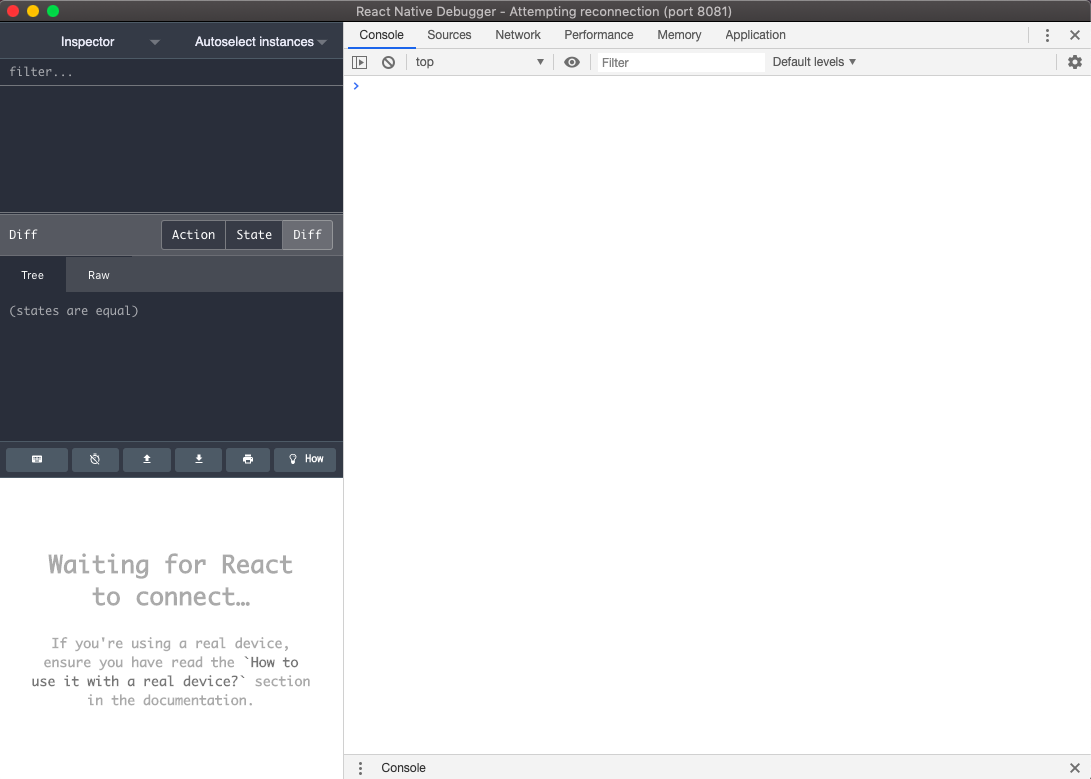 React Native Debugger - Attempting reconnection (port 8081)
Inspector
Autoselect instances
filter...
Diff
Action
State
Diff
Tree
Raw
(states are equal)
How
Waiting for React
to connect…
If you're using a real device,
ensure you have read the `How to
use it with a real device?` section
in the documentation.
Console
Sources
Network
Performance
Memory
Application
top
Filter
Default levels
Console